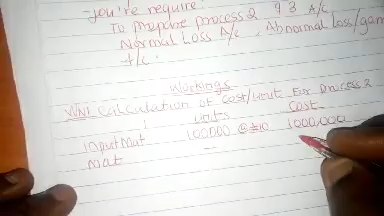 you're require:
To prepare process 2 & 3 A/c
Normal Loss A/c, Abnormal Loss/gain
A/c
Workings
WN1 Calculation of cost/unit For process 2
units Cost
Input Mat 100000 @ 10 1000,000
Mat